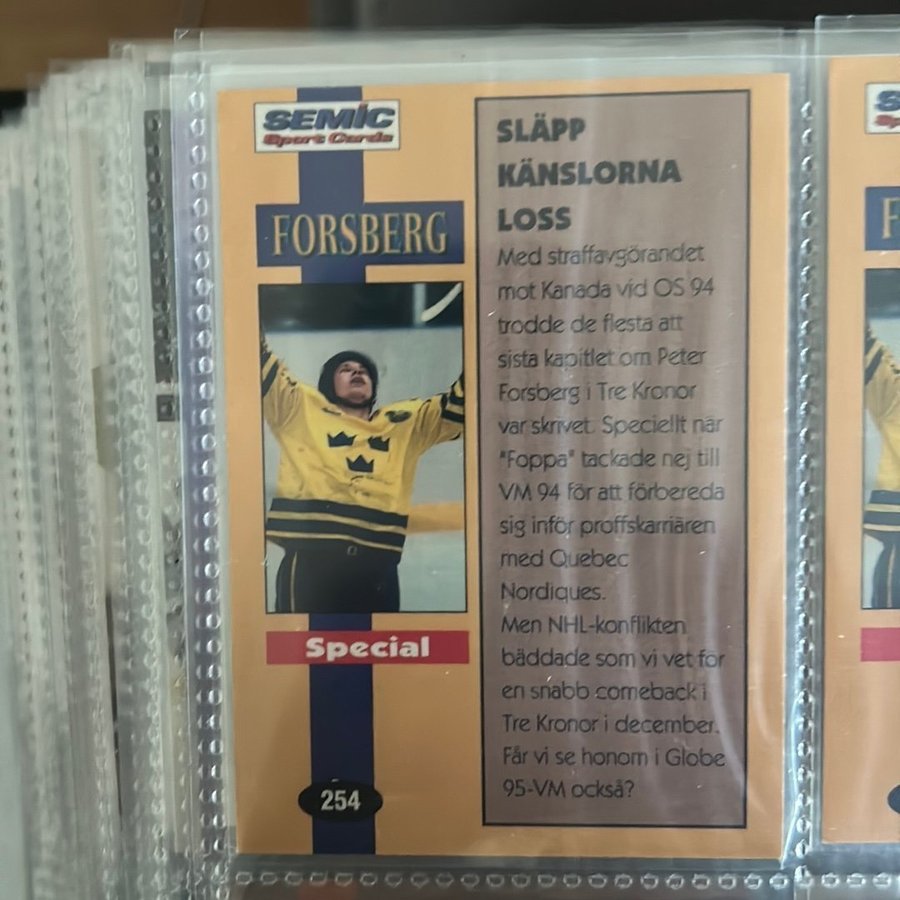 SEMIC
Sport Cards
FORSBERG
Special
254
SLÄPP
KÄNSLORNA
LOSS
Med straffavgörandet
mot Kanada vid OS 94
trodde de flesta att
sista kapitlet om Peter
Forsberg i Tre Kronor
var skrivet. Speciellt när
"Foppa" tackade nej till
VM 94 för att förbereda
sig inför proffskarriären
med Quebec
Nordiques.
Men NHL-konflikten
bäddade som vi vet för
en snabb comeback i
Tre Kronor i december.
Får vi se honom i Globe
95-VM också?
S
Sp
F